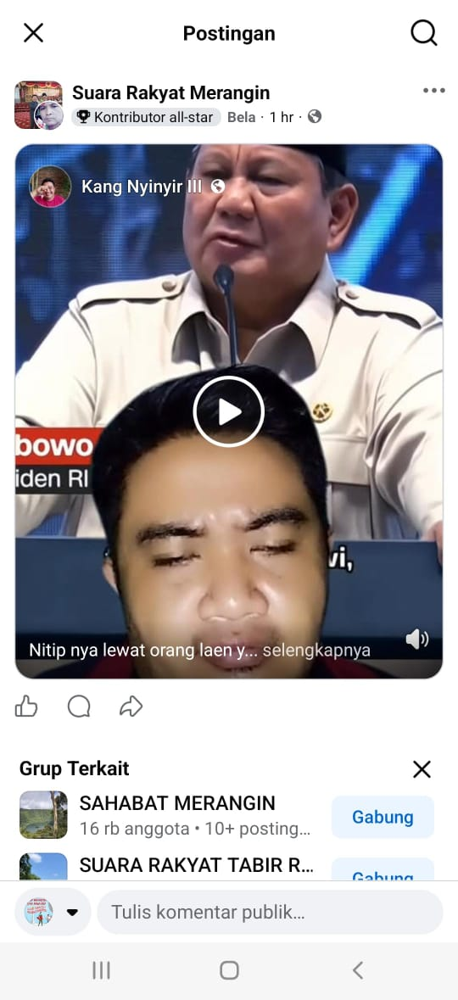 Postingan
Suara Rakyat Merangin
Kontributor all-star Bela · 1 hr ·
Kang Nyinyir III
bowo
iden RI
vi,
Nitip nya lewat orang laen y... selengkapnya
Grup Terkait
SAHABAT MERANGIN
16 rb anggota • 10+ posting...
Gabung
SUARA RAKYAT TABIR R...
Gabung
Tulis komentar publik...